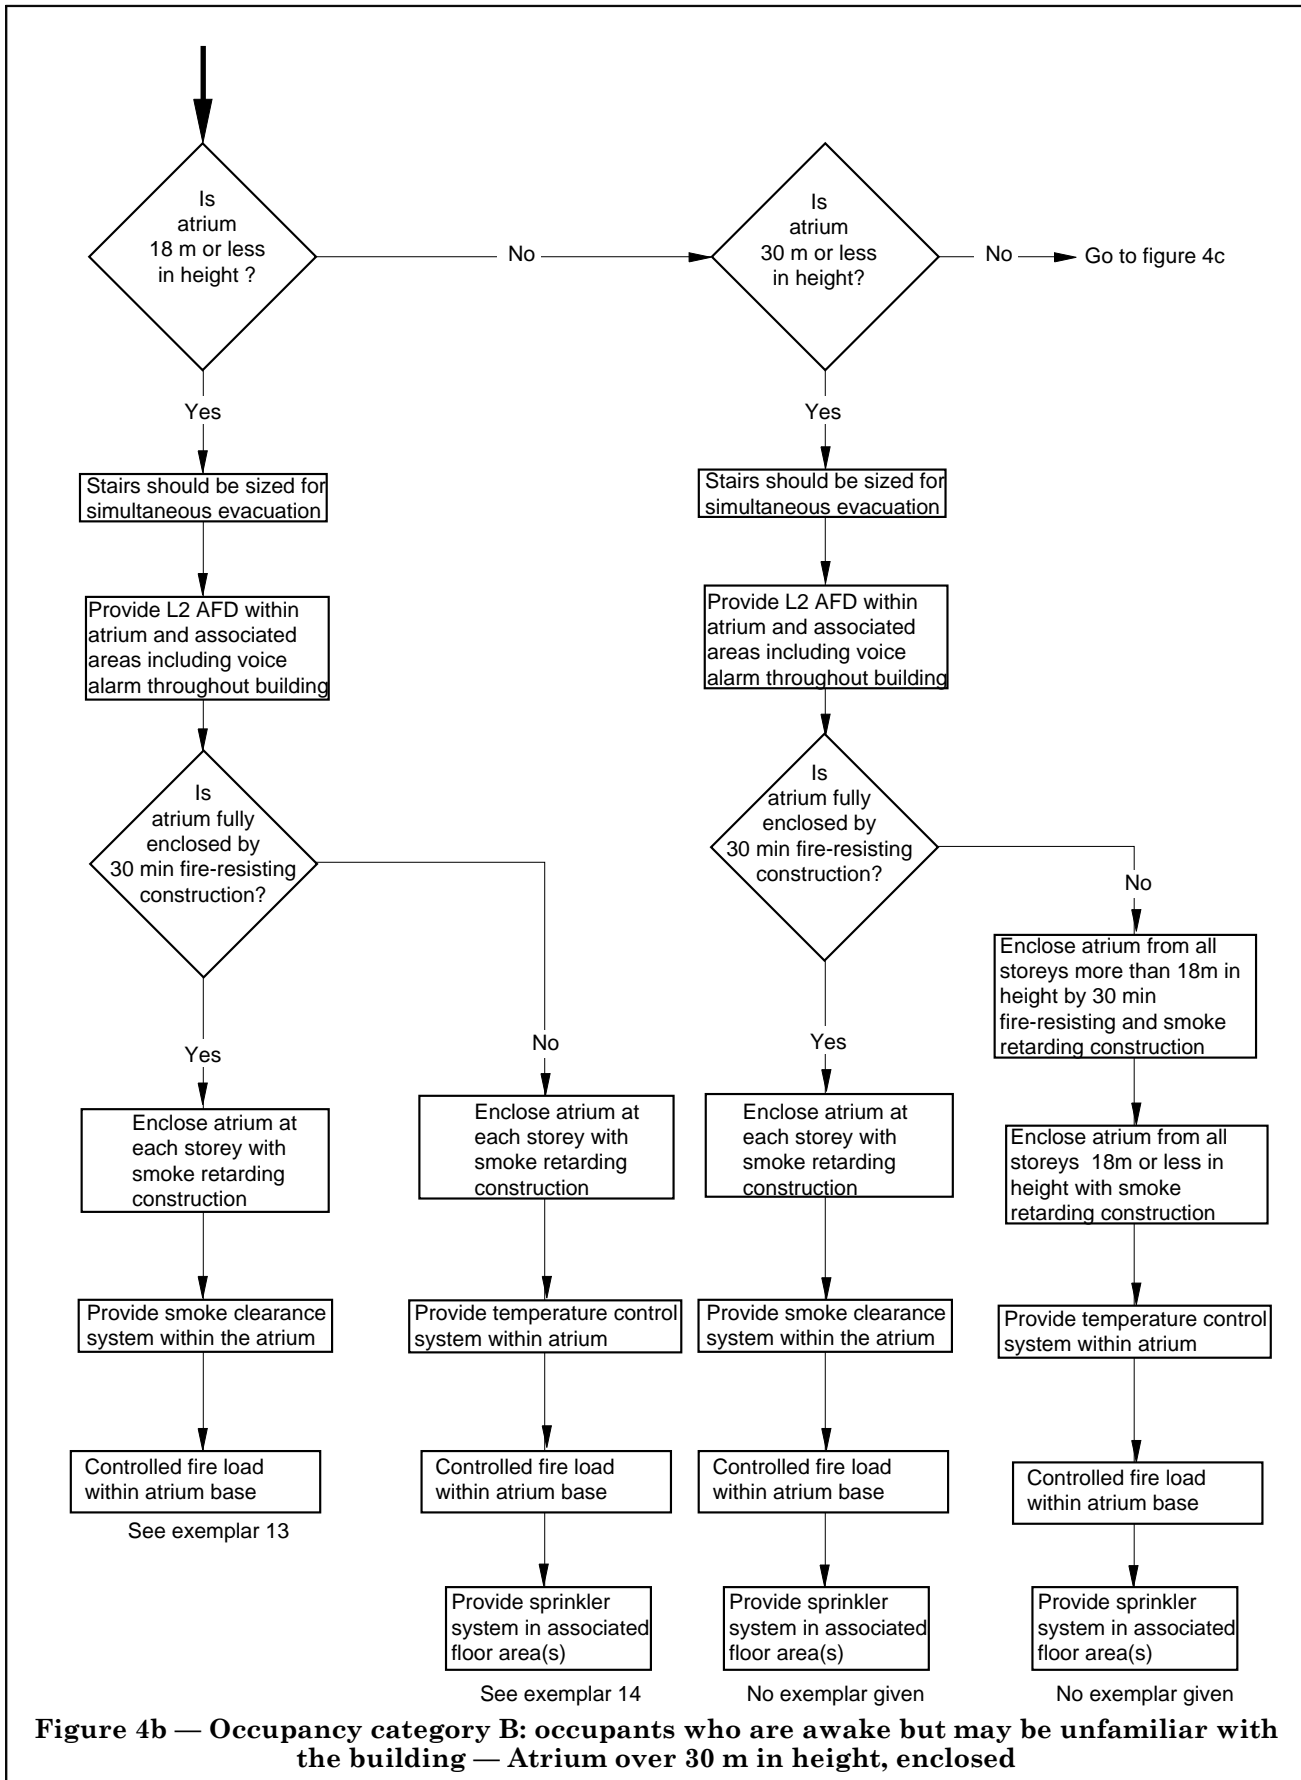 Is
atrium
18 m or less
in height ?
No
Is
atrium
30 m or less
in height?
No
Go to figure 4c
Yes
Yes
Stairs should be sized for
simultaneous evacuation
Stairs should be sized for
simultaneous evacuation
Provide L2 AFD within
atrium and associated
areas including voice
alarm throughout building
Provide L2 AFD within
atrium and associated
areas including voice
alarm throughout building
Is
atrium fully
enclosed by
30 min fire-resisting
construction?
Is
atrium fully
enclosed by
30 min fire-resisting
construction?
No
Enclose atrium from all
storeys more than 18m in
height by 30 min
fire-resisting and smoke
retarding construction
Yes
No
Yes
Enclose atrium at
each storey with
smoke retarding
construction
Enclose atrium at
each storey with
smoke retarding
construction
Enclose atrium at
each storey with
smoke retarding
construction
Enclose atrium from all
storeys 18m or less in
height with smoke
retarding construction
Provide smoke clearance
system within the atrium
Provide temperature control
system within atrium
Provide smoke clearance
system within the atrium
Provide temperature control
system within atrium
Controlled fire load
within atrium base
Controlled fire load
within atrium base
Controlled fire load
within atrium base
Controlled fire load
within atrium base
See exemplar 13
Provide sprinkler
system in associated
floor area(s)
Provide sprinkler
system in associated
floor area(s)
Provide sprinkler
system in associated
floor area(s)
See exemplar 14
No exemplar given
No exemplar given
Figure 4b — Occupancy category B: occupants who are awake but may be unfamiliar with
the building — Atrium over 30 m in height, enclosed